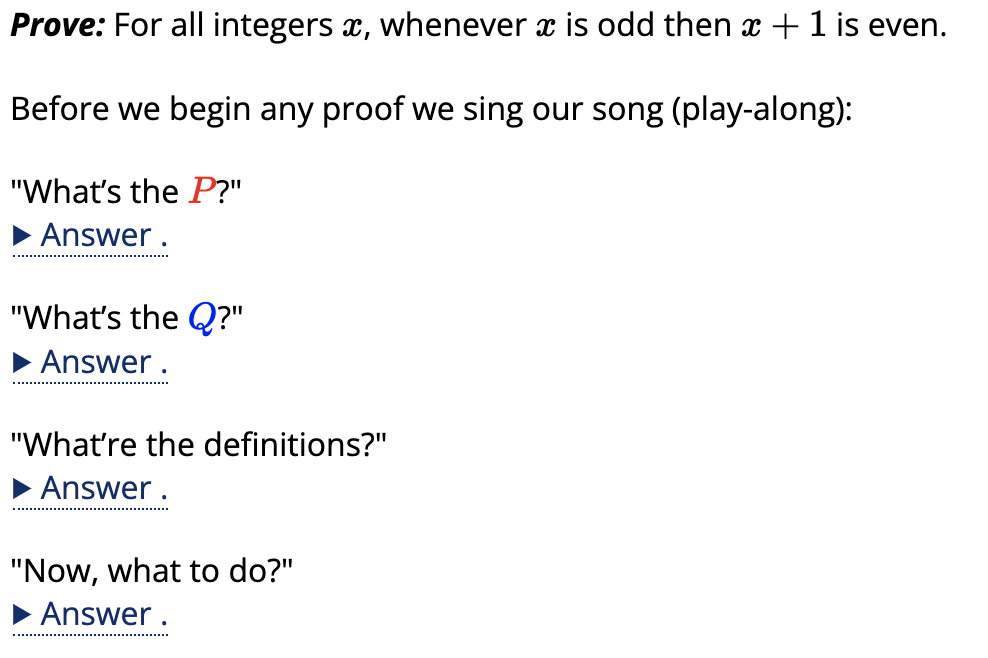 Prove: For all integers x, whenever x is odd then x + 1 is even.
Before we begin any proof we sing our song (play-along):
"What's the P?"
▶ Answer .
"What's the Q?"
▶ Answer .
"What're the definitions?"
▶ Answer .
"Now, what to do?"
▶ Answer .